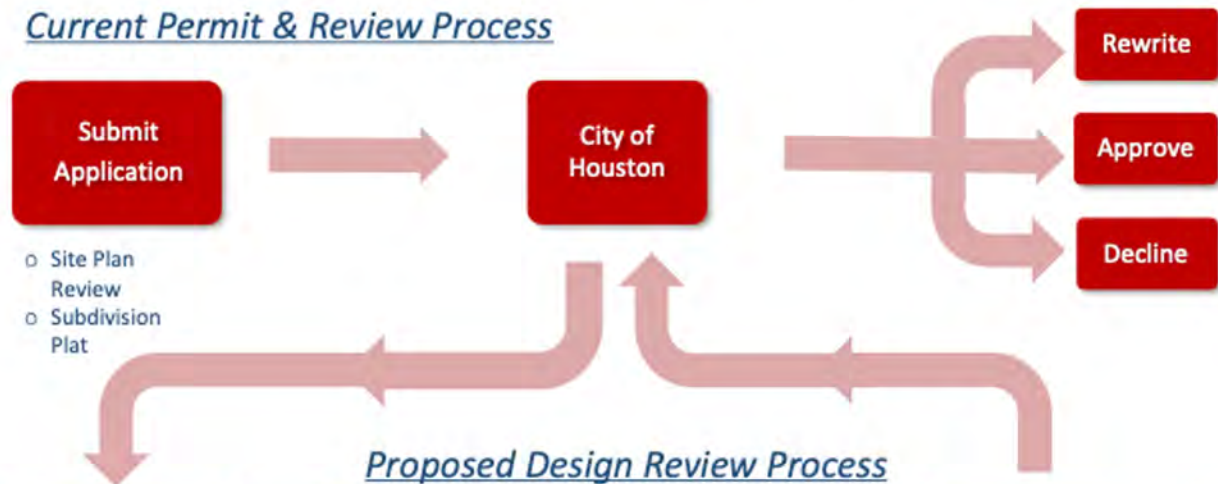 Current Permit & Review Process
Rewrite
Submit
Application
City of
Houston
Approve
Decline
o Site Plan
Review
o Subdivision
Plat
Proposed Design Review Process